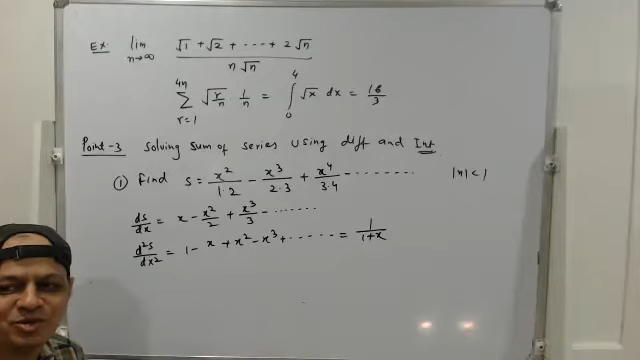 Ex. lim n→∞ (√1 + √2 + ---- + 2√n) / (n√n)
4n ∑ r=1 √(r/n) · 1/n = ∫ 0 4 √x dx = 16/3
Point-3 Solving sum of series using diff and Int
① Find S = x²/1·2 - x³/2·3 + x⁴/3·4 -------- |n| < 1
ds/dx = x - x²/2 + x³/3 -------
d²s/dx² = 1 - x + x² - x³ + ------ = 1/(1+x)